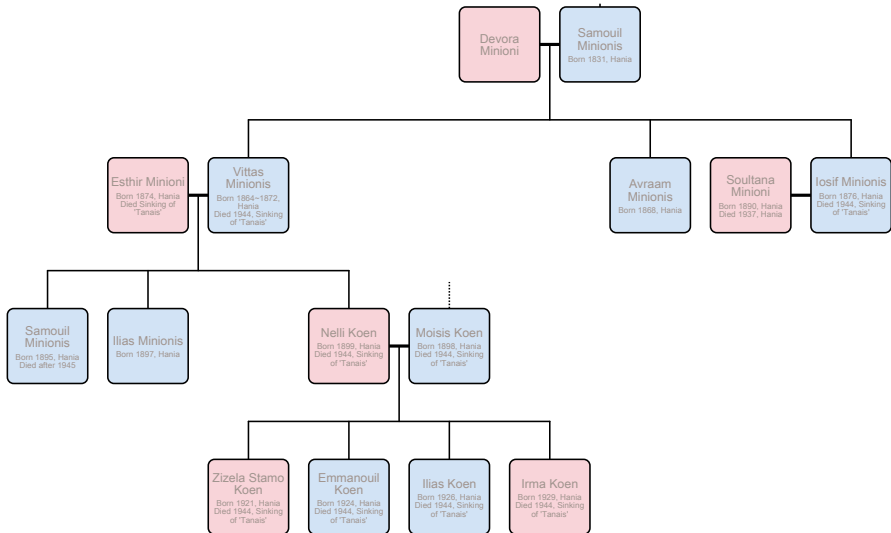 Devora
Minioni
Samouil
Minionis
Born 1831, Hania
Esthir Minioni
Born 1874, Hania
Died Sinking of
'Tanais'
Vittas
Minionis
Born 1864~1872,
Hania
Died 1944, Sinking
of 'Tanais'
Avraam
Minionis
Born 1868, Hania
Soultana
Minioni
Born 1890, Hania
Died 1937, Hania
Iosif Minionis
Born 1876, Hania
Died 1944, Sinking
of 'Tanais'
Samouil
Minionis
Born 1895, Hania
Died after 1945
Ilias Minionis
Born 1897, Hania
Nelli Koen
Born 1899, Hania
Died 1944, Sinking
of 'Tanais'
Moisis Koen
Born 1898, Hania
Died 1944, Sinking
of 'Tanais'
Zizela Stamo
Koen
Born 1921, Hania
Died 1944, Sinking
of 'Tanais'
Emmanouil
Koen
Born 1924, Hania
Died 1944, Sinking
of 'Tanais'
Ilias Koen
Born 1926, Hania
Died 1944, Sinking
of 'Tanais'
Irma Koen
Born 1929, Hania
Died 1944, Sinking
of 'Tanais'